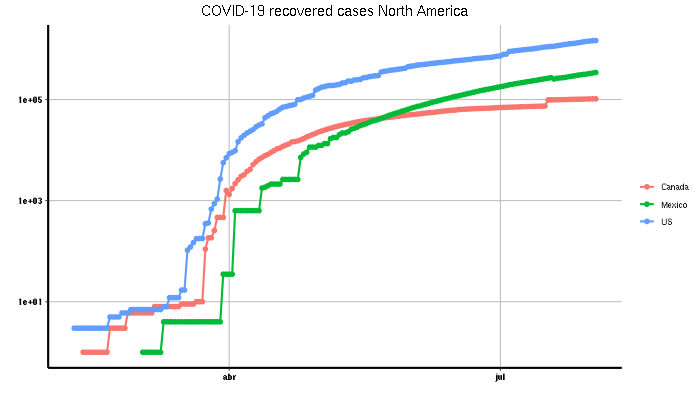 COVID-19 recovered cases North America
1e+05
1e+03
1e+01
abr
jul
Canada
Mexico
US